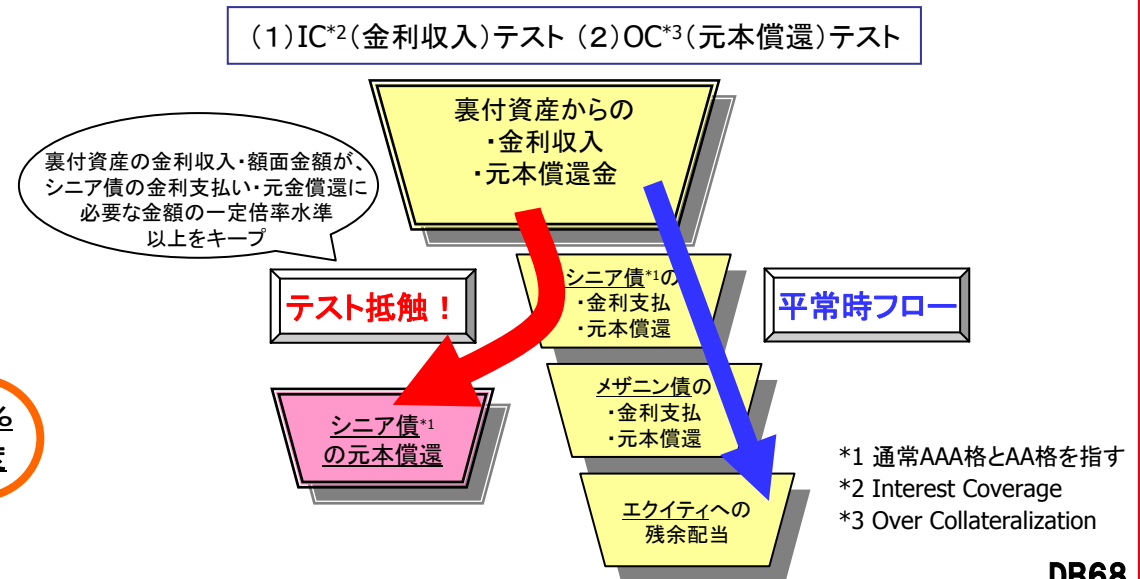 (1)IC*2(金利収入)テスト (2)OC*3(元本償還)テスト
裏付資産からの
・金利収入
・元本償還金
裏付資産の金利収入・額面金額が、
シニア債の金利支払い・元金償還に
必要な金額の一定倍率水準
以上をキープ
シニア債*1の
・金利支払
・元本償還
テスト抵触!
平常時フロー
メザニン債の
・金利支払
・元本償還
シニア債*1
の元本償還
%
エクイティへの
残余配当
*1 通常AAA格とAA格を指す
*2 Interest Coverage
*3 Over Collateralization
DB68